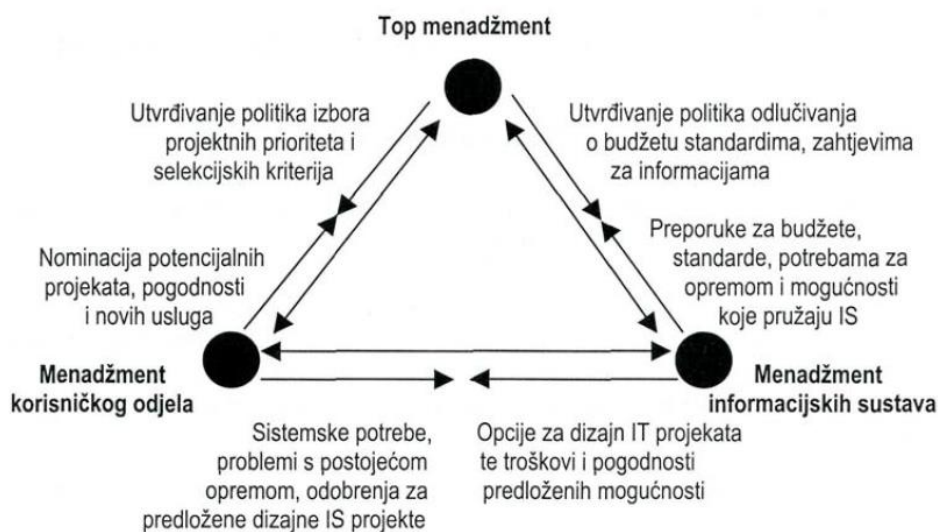 Top menadžment
Utvrđivanje politika izbora
projektnih prioriteta i
selekcijskih kriterija
Utvrđivanje politika odlučivanja
o budžetu standardima, zahtjevima
za informacijama
Nominacija potencijalnih
projekata, pogodnosti
i novih usluga
Preporuke za budžete,
standarde, potrebama za
opremom i mogućnosti
koje pružaju IS
Menadžment
korisničkog odjela
Menadžment
informacijskih sustava
Sistemske potrebe,
problemi s postojećom
opremom, odobrenja za
predložene dizajne IS projekte
Opcije za dizajn IT projekata
te troškovi i pogodnosti
predloženih mogućnosti